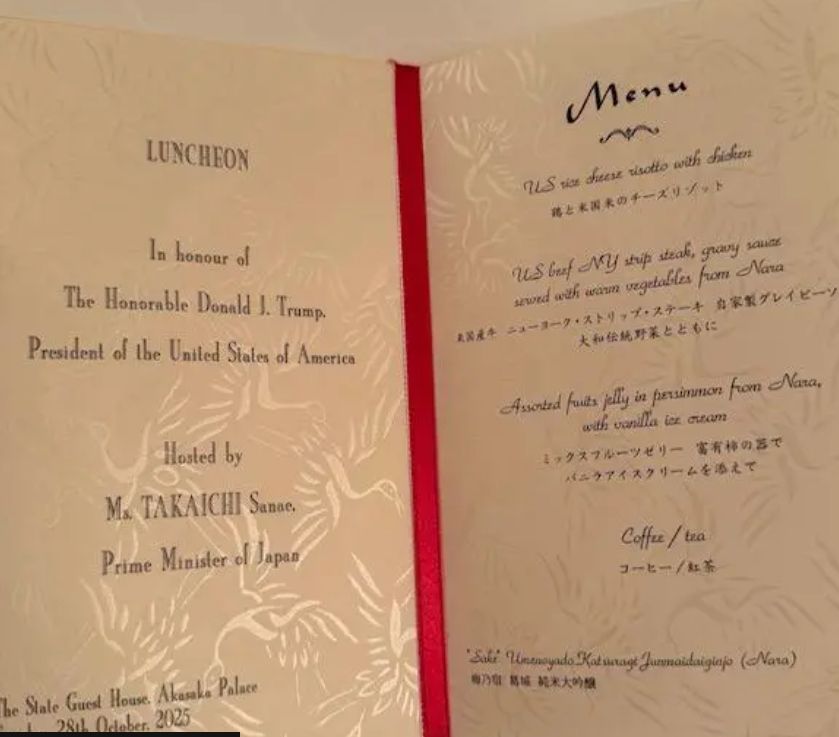 LUNCHEON
In honour of
The Honorable Donald J. Trump,
President of the United States of America
Hosted by
Ms. TAKAICHI Sanae,
Prime Minister of Japan
The State Guest House, Akasaka Palace
28th October, 2025
Menu
US rice cheese risotto with chicken
鶏と米国米のチーズリゾット
US beef NY strip steak, gravy sauce
served with warm vegetables from Nara
米国産牛 ニューヨーク・ストリップ・ステーキ 自家製グレイビーソ
大和伝統野菜とともに
Assorted fruits jelly in persimmon from Nara,
with vanilla ice cream
ミックスフルーツゼリー 富有柿の器で
バニラアイスクリームを添えて
Coffee / tea
コーヒー / 紅茶
"Sake" Umenoyado Katsuragi Junmaidaiginjo (Nara)
梅乃宿 葛城 純米大吟醸